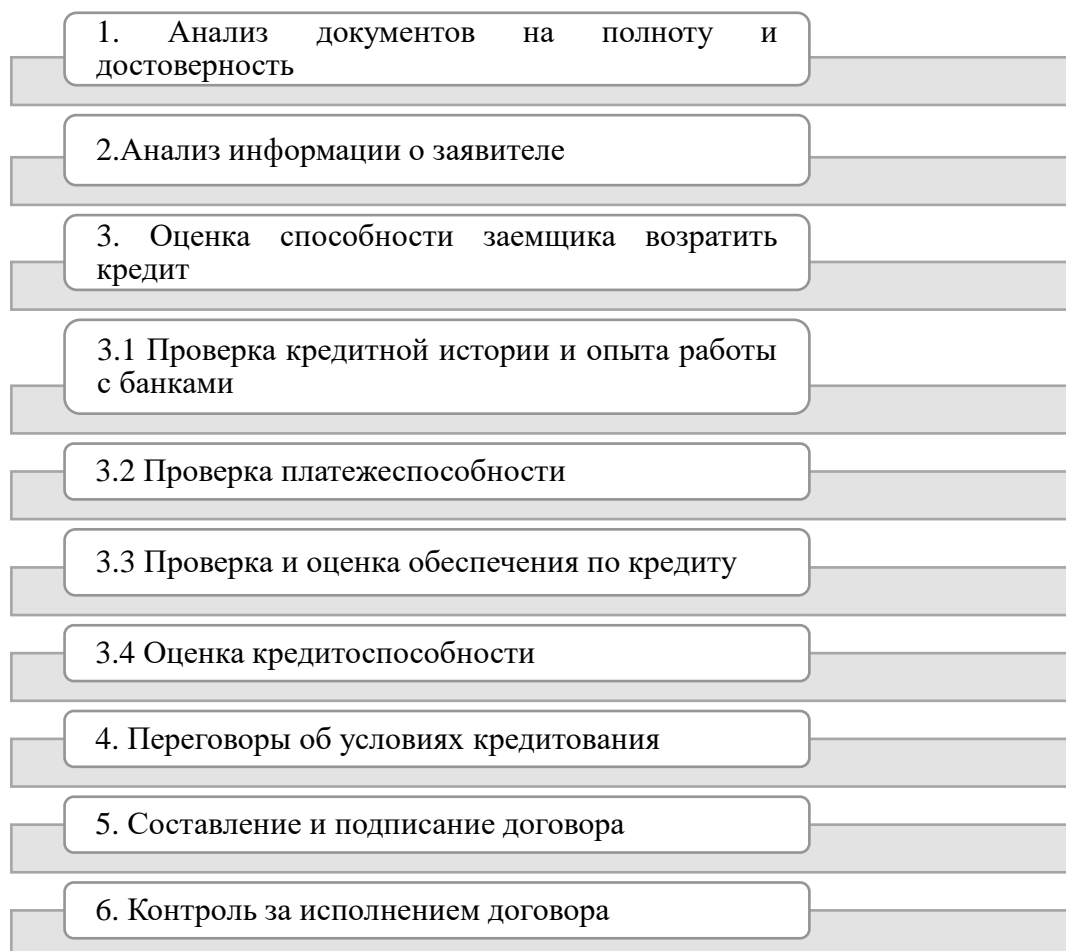 1. Анализ документов на полноту и
достоверность
2.Анализ информации о заявителе
3. Оценка способности заемщика возратить
кредит
3.1 Проверка кредитной истории и опыта работы
с банками
3.2 Проверка платежеспособности
3.3 Проверка и оценка обеспечения по кредиту
3.4 Оценка кредитоспособности
4. Переговоры об условиях кредитования
5. Составление и подписание договора
6. Контроль за исполнением договора